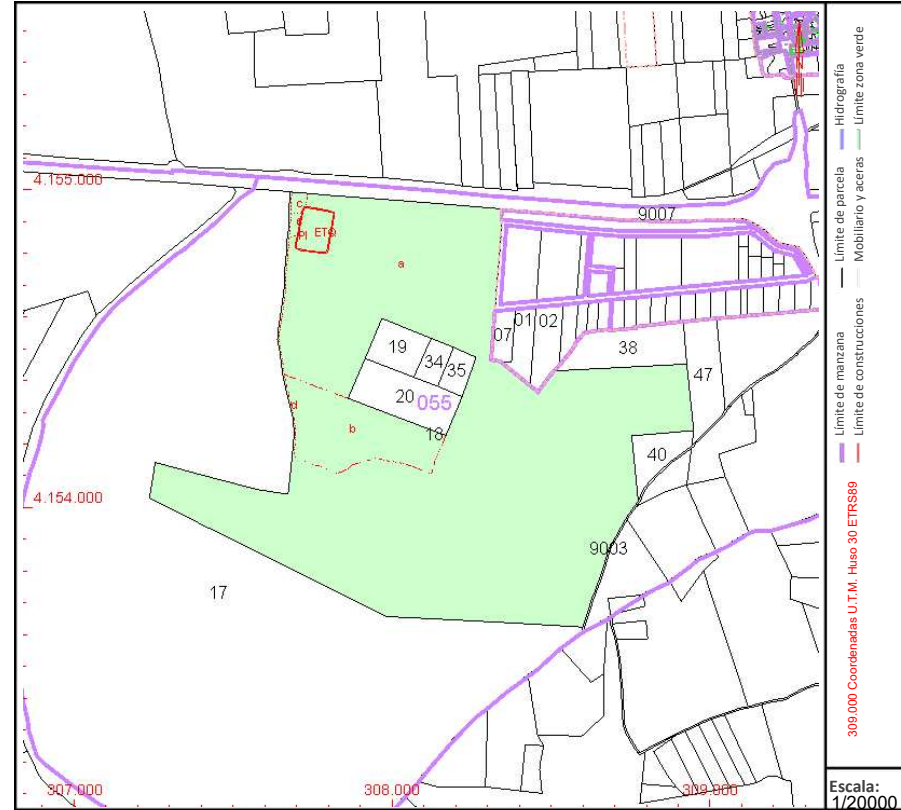 4.155.000
9007
c
e
PI ETO
a
07 01 02
38
47
19 34 35
20 055
18
d
b
40
4.154.000
9003
17
307.000
308.000
309.000
Límite de manzana
Límite de construcciones
Límite de parcela
Mobiliario y aceras
Hidrografía
Límite zona verde
309.000 Coordenadas U.T.M. Huso 30 ETRS89
Escala:
1/20000